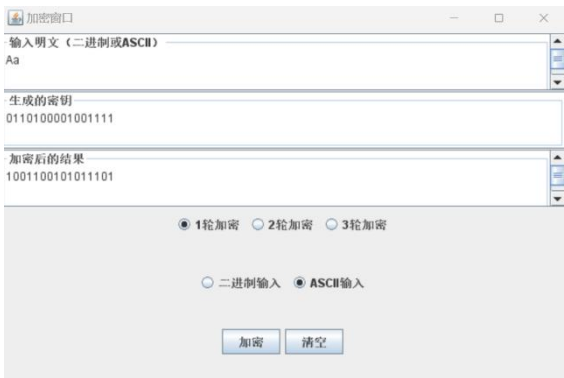 加密窗口
输入明文（二进制或ASCII）
Aa
生成的密钥
0110100001001111
加密后的结果
1001100101011101
1轮加密 2轮加密 3轮加密
二进制输入 ASCII输入
加密 清空